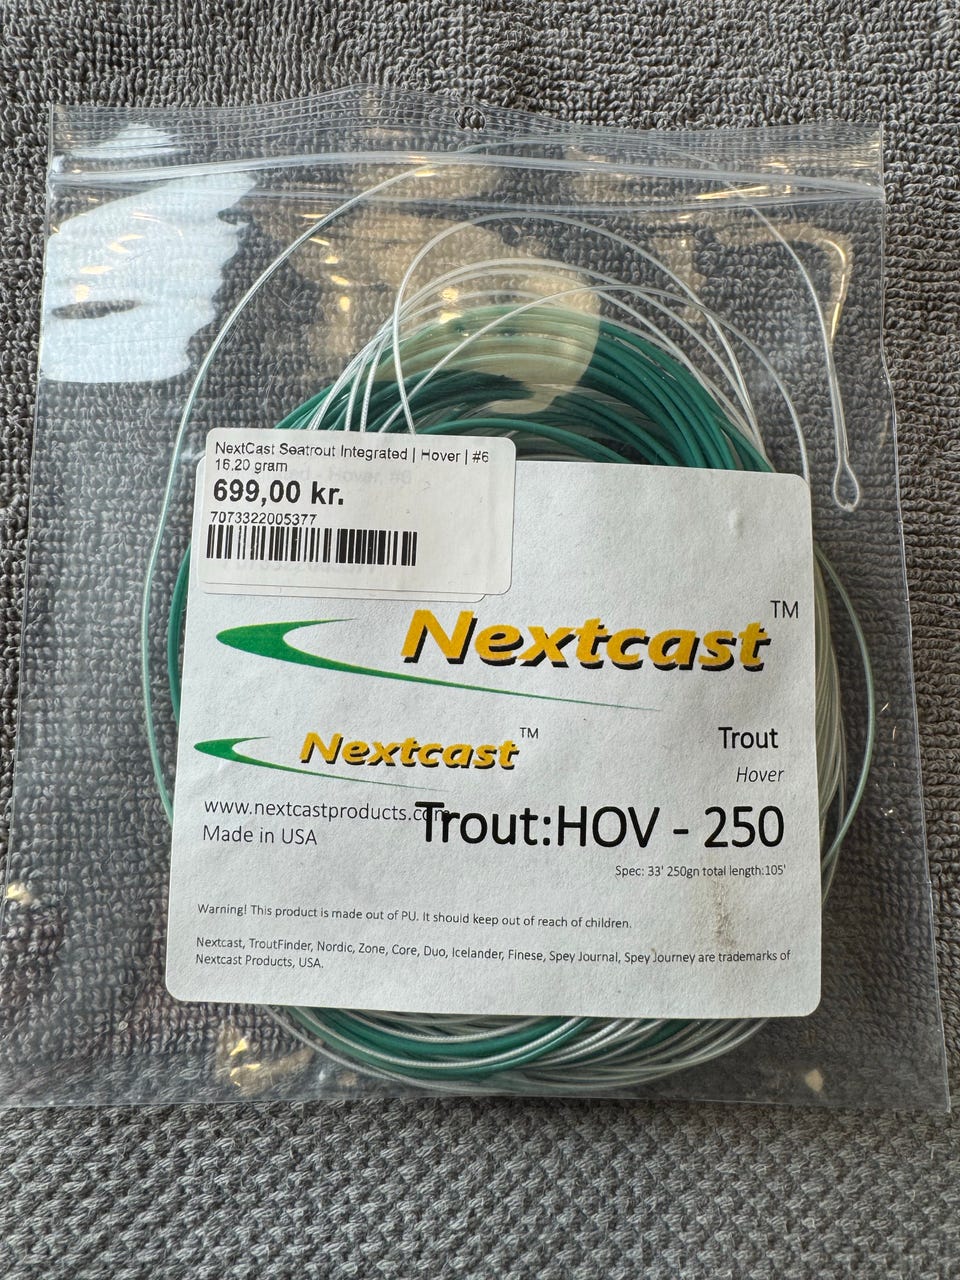 NextCast Seatrout Integrated | Hover | #6
16.20 gram
699,00 kr.
7073322005377
Nextcast™
Nextcast™
Trout
Hover
www.nextcastproducts.com
Trout:HOV - 250
Made in USA
Spec: 33' 250gn total length:105'
Warning! This product is made out of PU. It should keep out of reach of children.
Nextcast, TroutFinder, Nordic, Zone, Core, Duo, Icelander, Finese, Spey Journal, Spey Journey are trademarks of
Nextcast Products, USA.